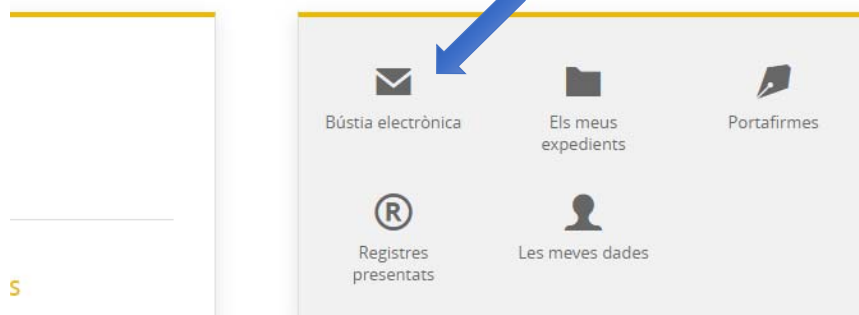 Bústia electrònica
Els meus
expedients
Portafirmes
®
Registres
presentats
Les meves dades
s